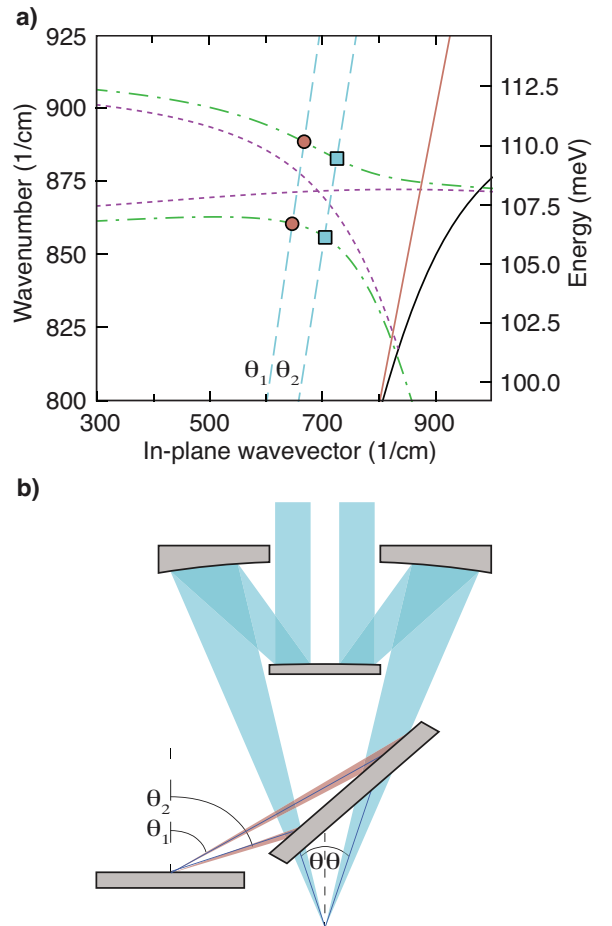 a)
925
900
875
850
825
800
Wavenumber (1/cm)
112.5
110.0
107.5
105.0
102.5
100.0
Energy (meV)
θ₁ θ₂
300 500 700 900
In-plane wavevector (1/cm)
b)
θ₂
θ₁
θθ